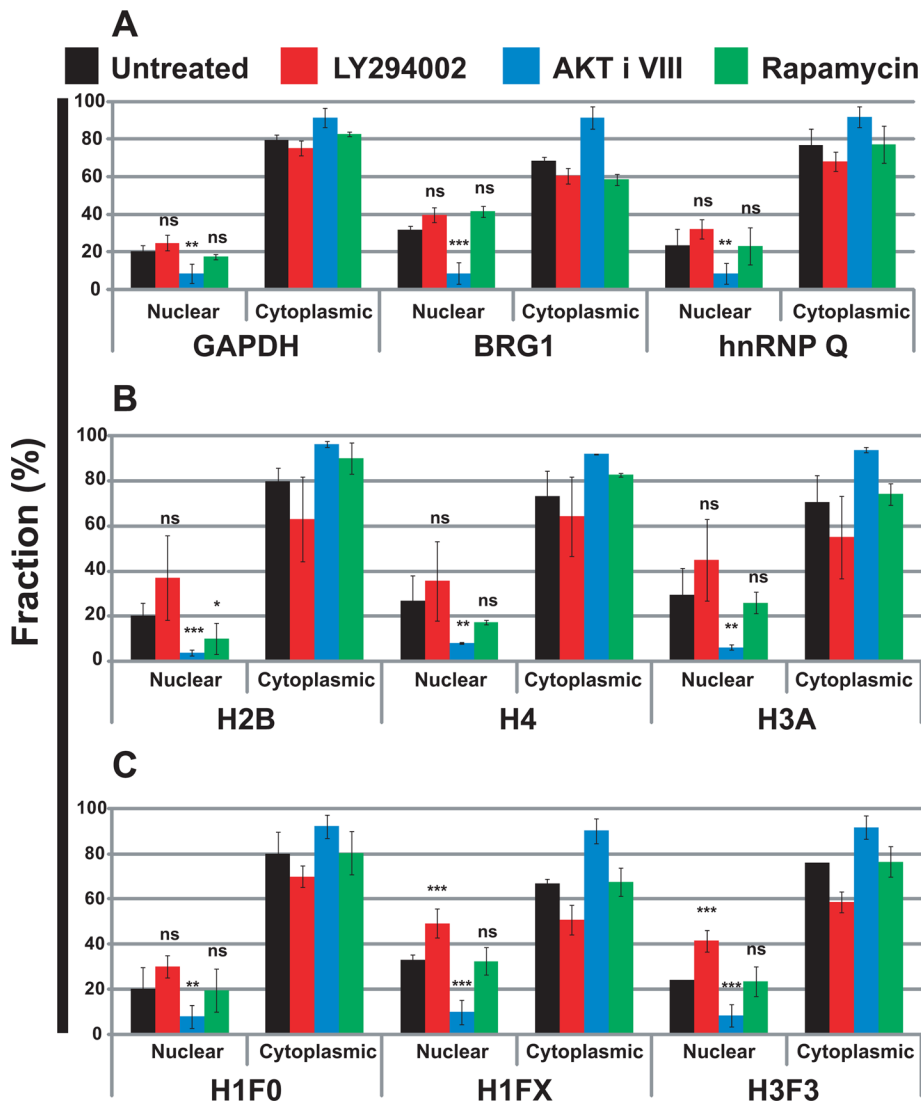 A
Untreated LY294002 AKT i VIII Rapamycin
Fraction (%)
100
80
60
40
20
0
ns ** ns ns *** ns ns ** ns
Nuclear Cytoplasmic Nuclear Cytoplasmic Nuclear Cytoplasmic
GAPDH BRG1 hnRNP Q
B
100
80
60
40
20
0
ns *** * ns ** ns ns ** ns
Nuclear Cytoplasmic Nuclear Cytoplasmic Nuclear Cytoplasmic
H2B H4 H3A
C
100
80
60
40
20
0
ns ** ns *** *** ns *** *** ns
Nuclear Cytoplasmic Nuclear Cytoplasmic Nuclear Cytoplasmic
H1F0 H1FX H3F3